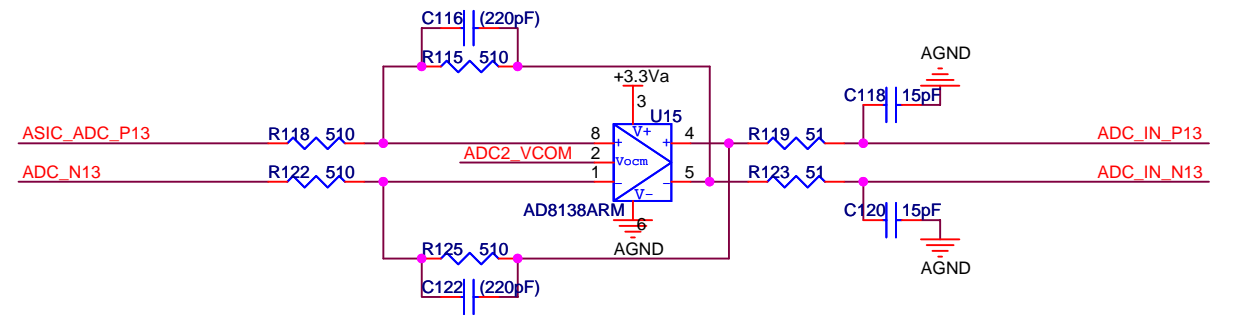 C116 (220pF)
R115 510
AGND
+3.3Va
3
C118 15pF
U15
V+
ASIC_ADC_P13
R118 510
8
+
+
4
R119 51
ADC_IN_P13
ADC2_VCOM
2
Vocm
ADC_N13
R122 510
1
-
-
5
R123 51
ADC_IN_N13
V-
AD8138ARM
6
C120 15pF
R125 510
AGND
AGND
C122 (220pF)